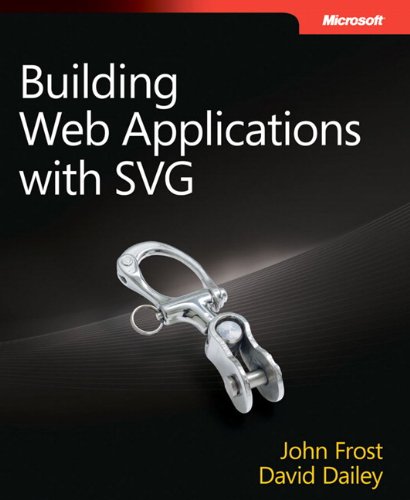 Microsoft
Building
Web Applications
with SVG
John Frost
David Dailey